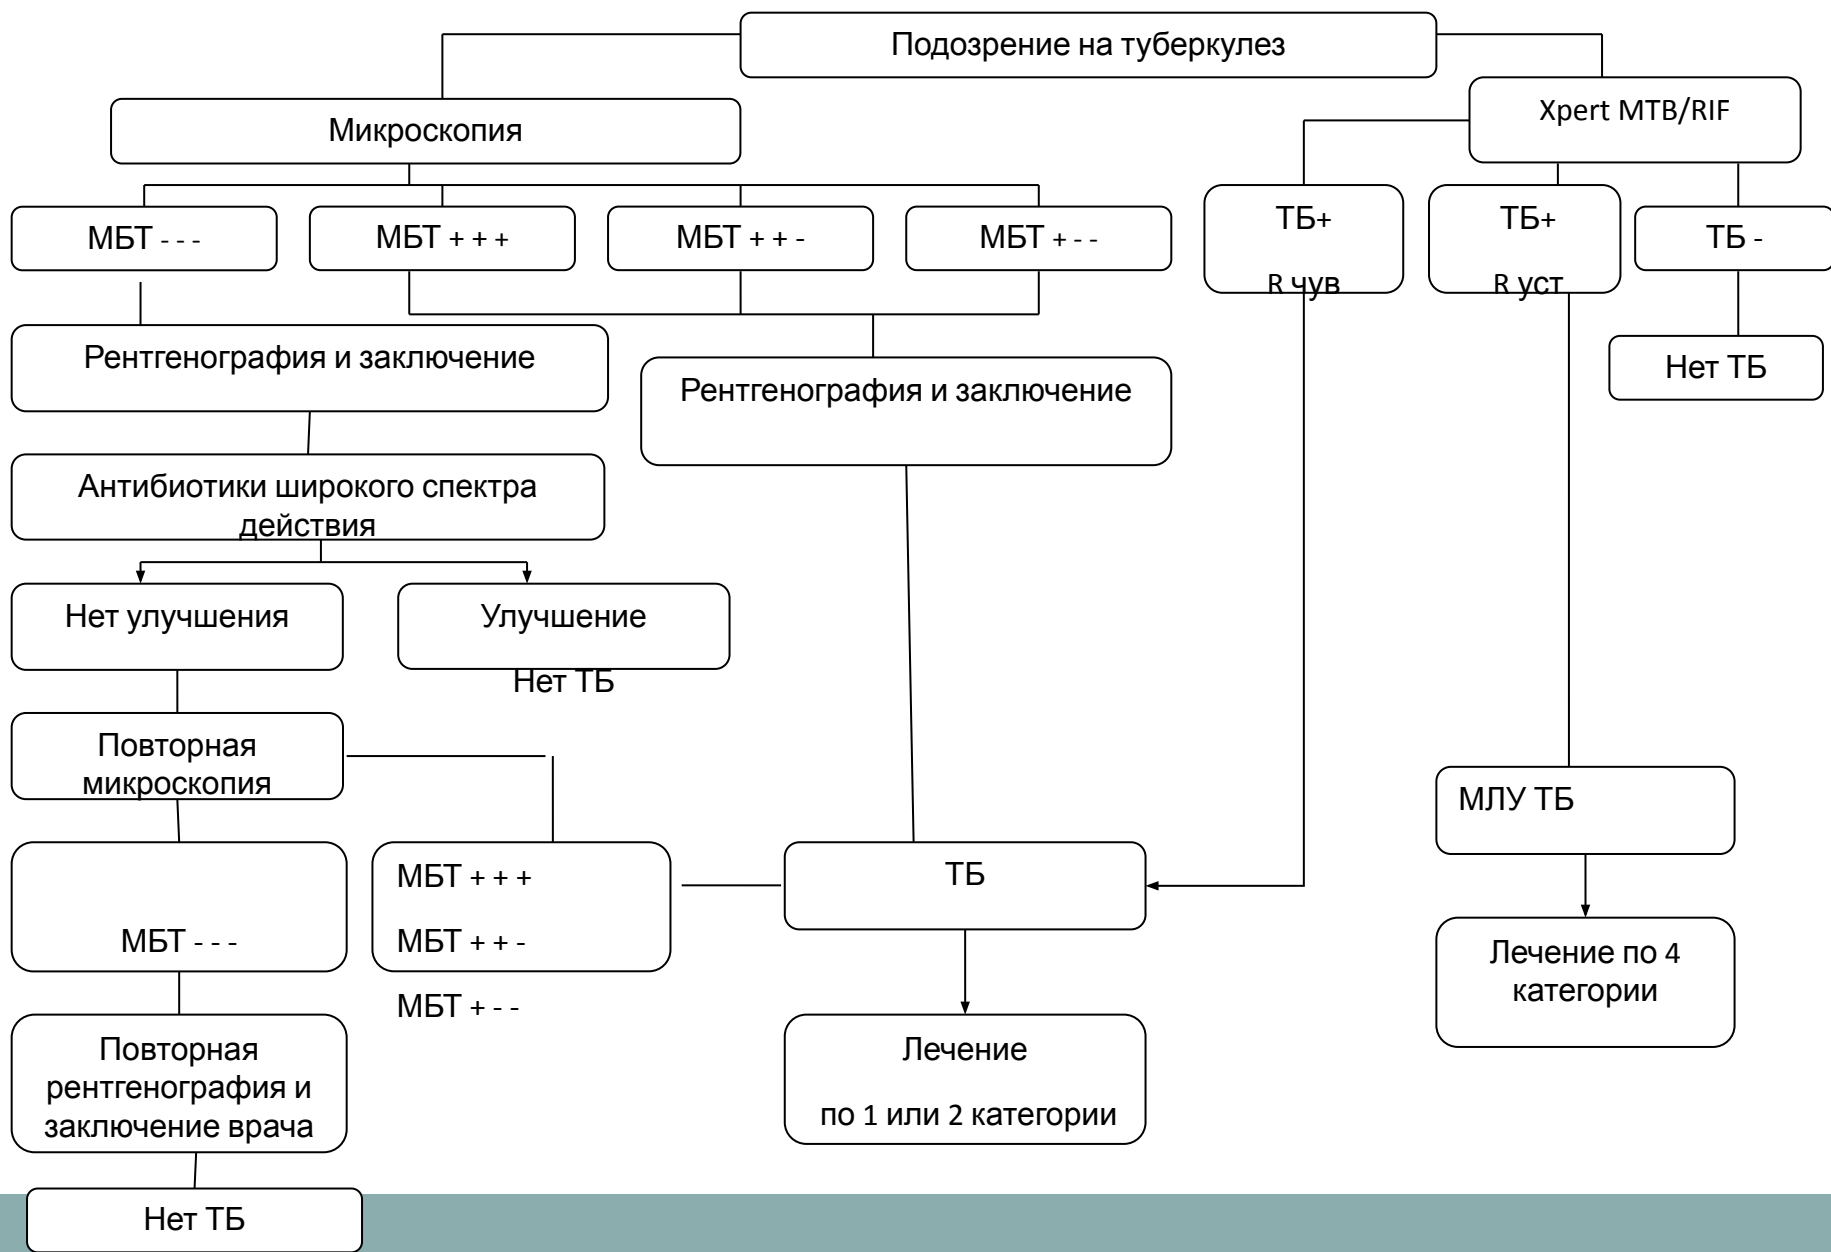 Подозрение на туберкулез
Микроскопия
Xpert MTB/RIF
МБТ - - -
МБТ + + +
МБТ + + -
МБТ + - -
ТБ+
R чув
ТБ+
R уст
ТБ -
Рентгенография и заключение
Рентгенография и заключение
Нет ТБ
Антибиотики широкого спектра
действия
Нет улучшения
Улучшение
Нет ТБ
Повторная
микроскопия
МБТ - - -
МБТ + + +
МБТ + + -
МБТ + - -
ТБ
МЛУ ТБ
Лечение по 4
категории
Повторная
рентгенография и
заключение врача
Лечение
по 1 или 2 категории
Нет ТБ